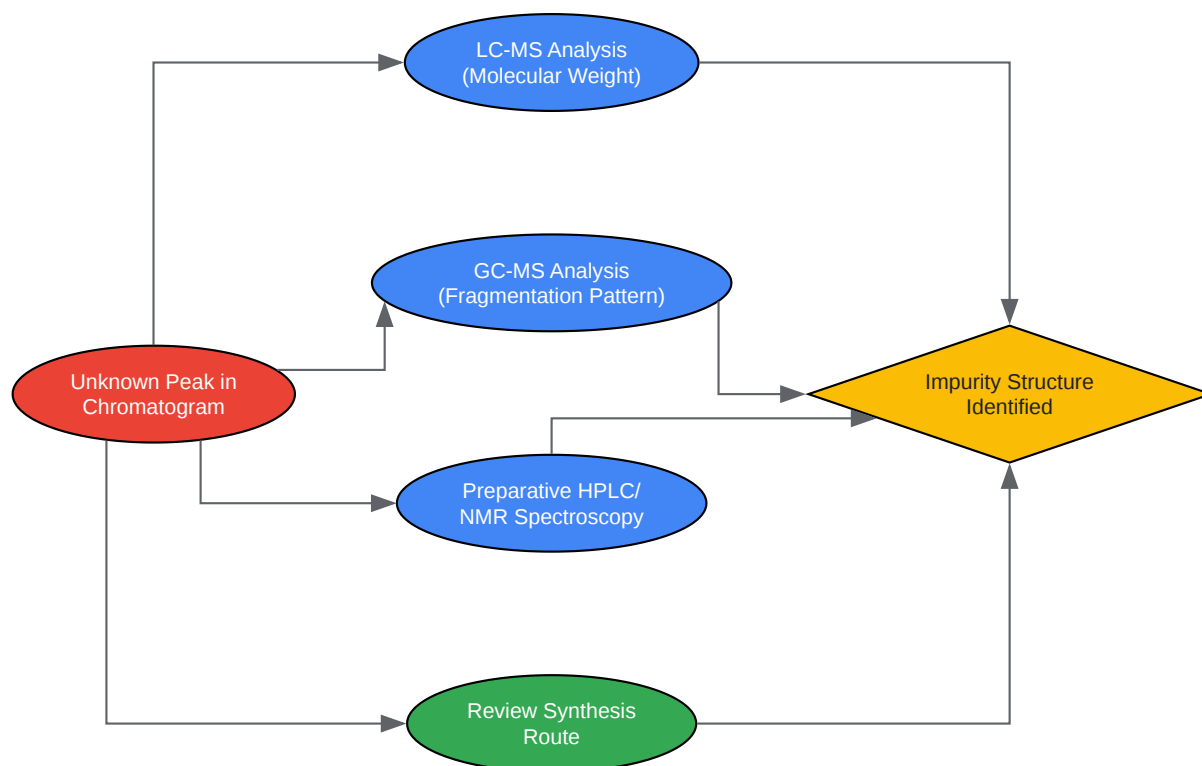 LC-MS Analysis
(Molecular Weight)
GC-MS Analysis
(Fragmentation Pattern)
Unknown Peak in
Chromatogram
Impurity Structure
Identified
Preparative HPLC/
NMR Spectroscopy
Review Synthesis
Route